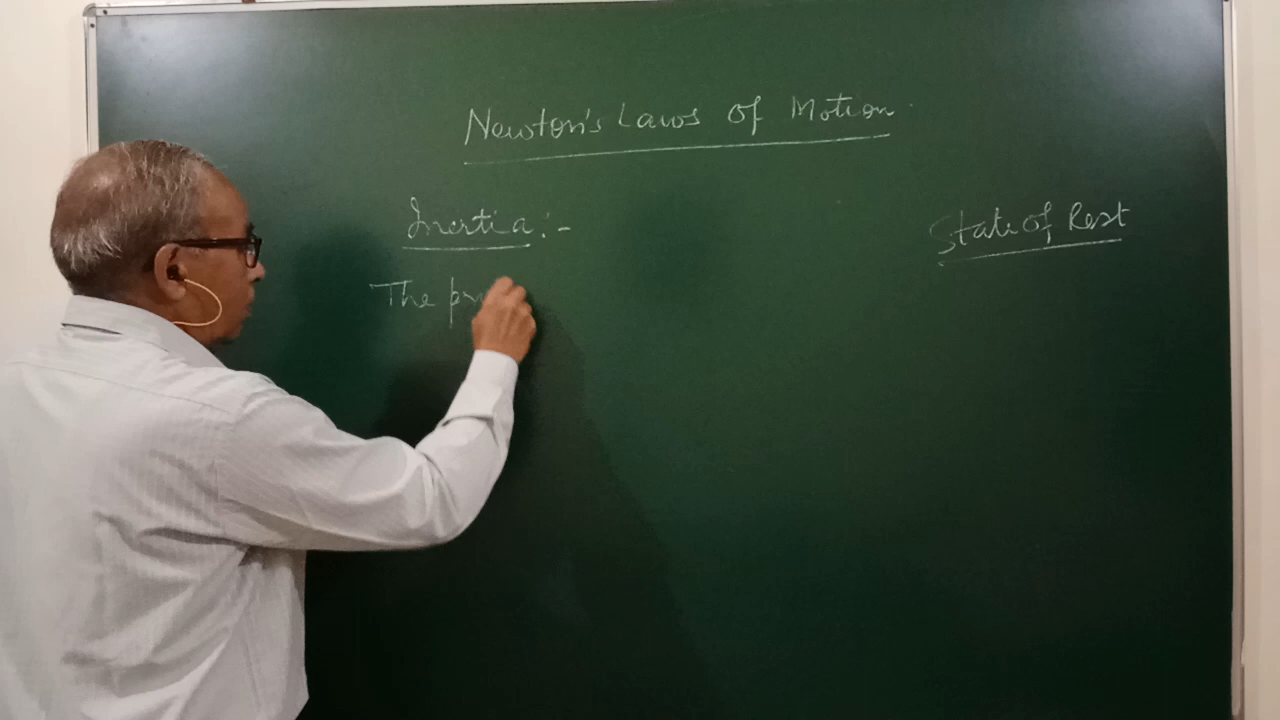 Newton's Laws of Motion.
Inertia:-
State of Rest
The